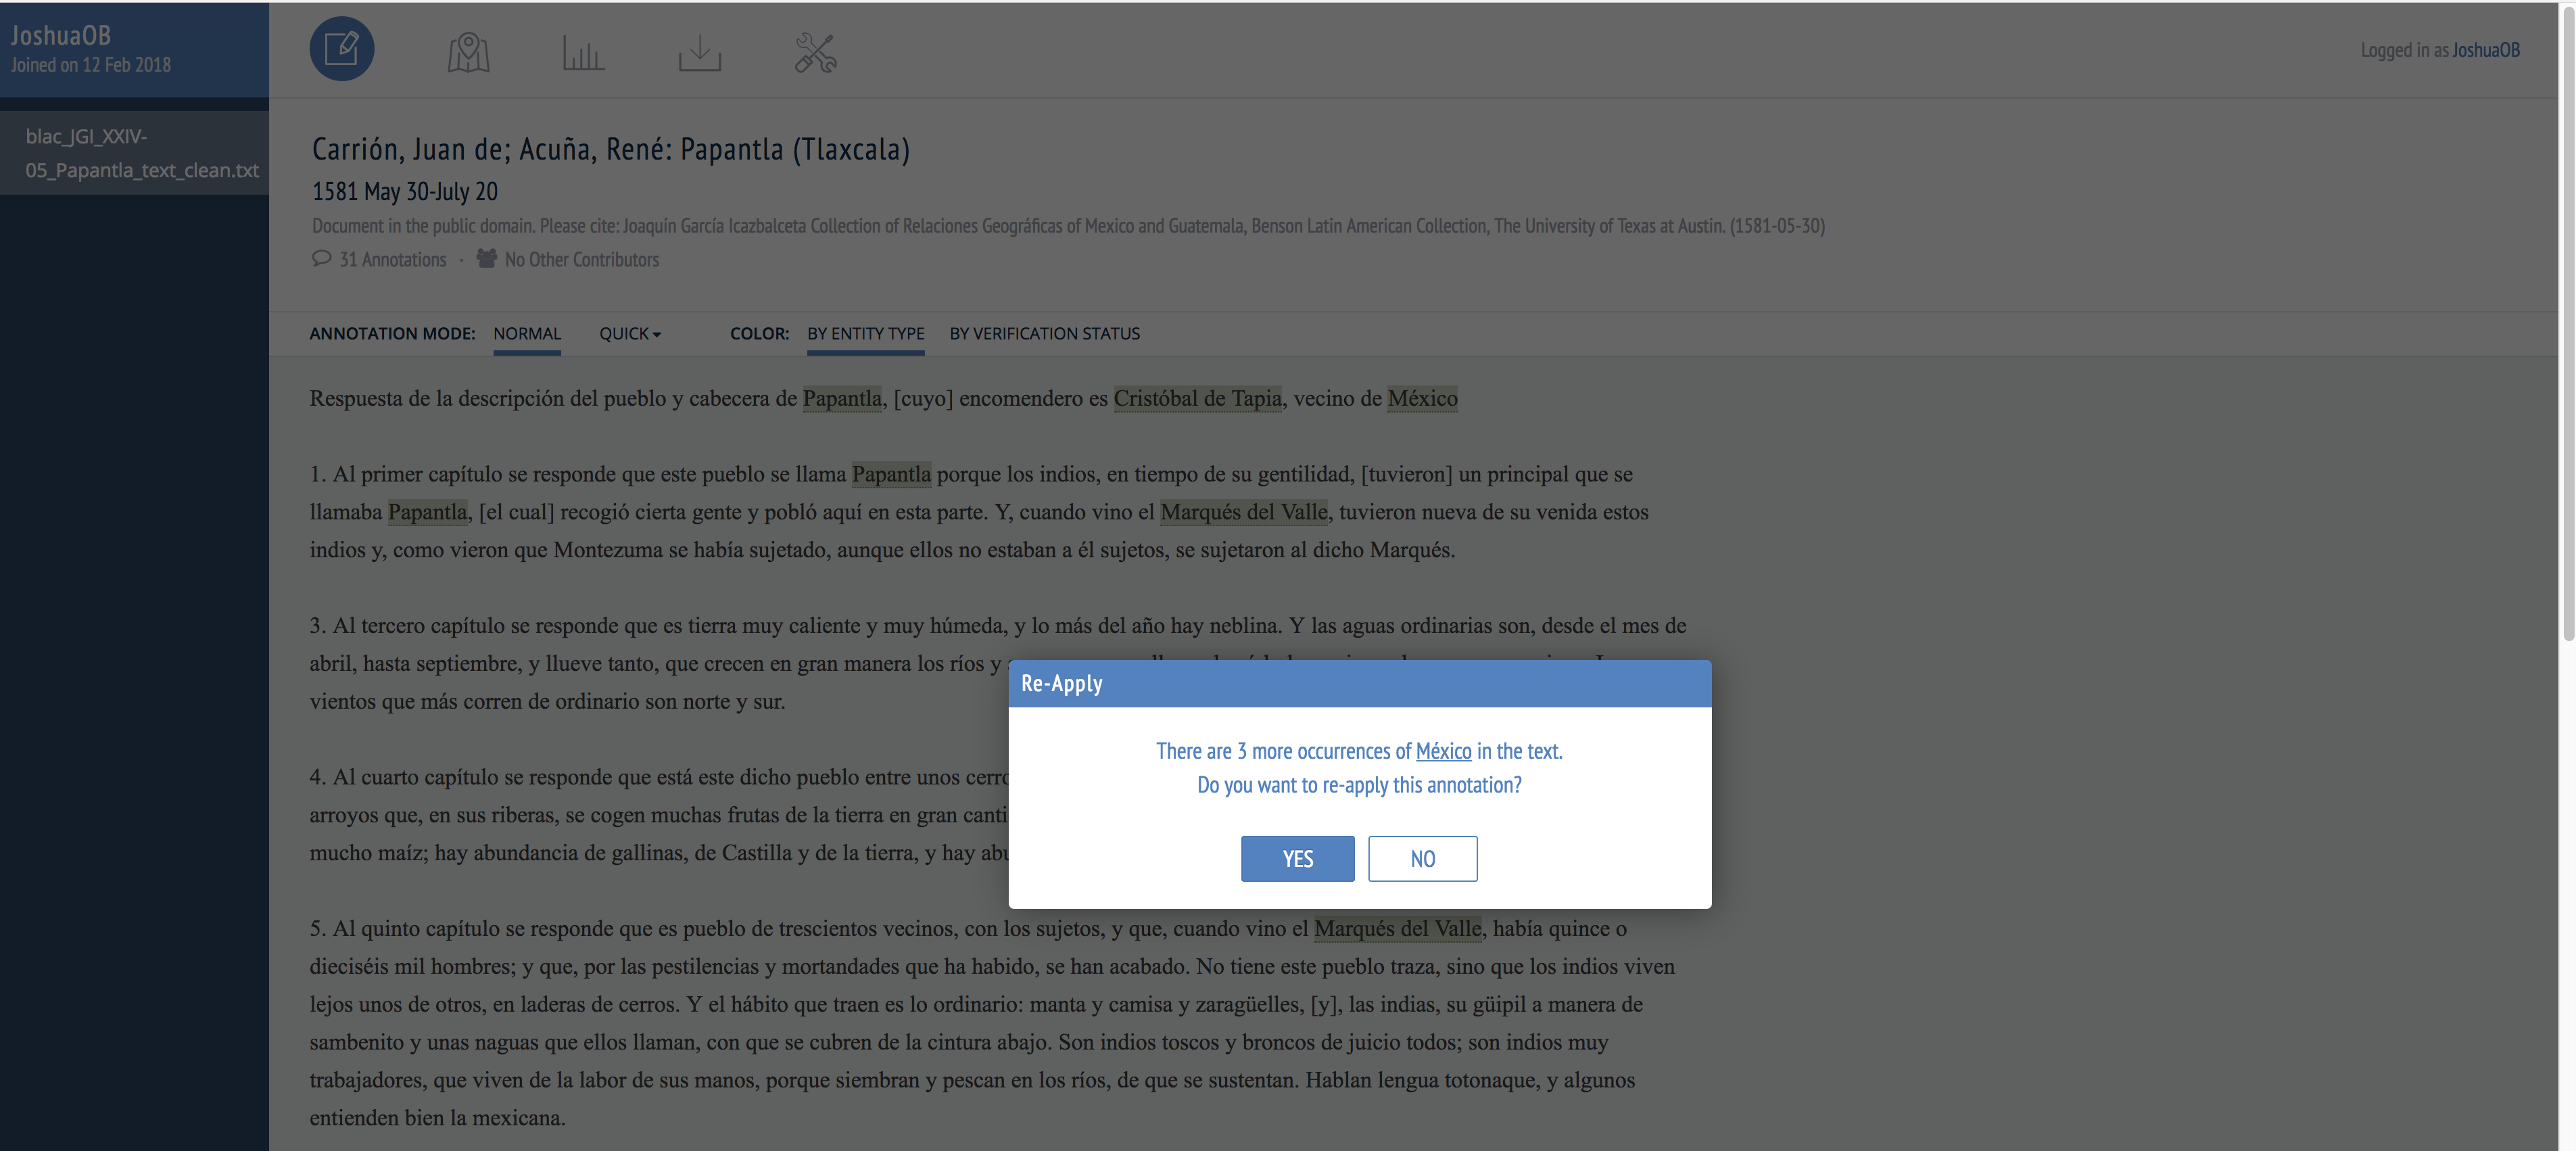 JoshuaOB
Joined on 12 Feb 2018
Logged in as JoshuaOB
blac_JGI_XXIV-
05_Papantla_text_clean.txt
Carrión, Juan de; Acuña, René: Papantla (Tlaxcala)
1581 May 30-July 20
Document in the public domain. Please cite: Joaquín García Icazbalceta Collection of Relaciones Geográficas of Mexico and Guatemala, Benson Latin American Collection, The University of Texas at Austin. (1581-05-30)
31 Annotations · No Other Contributors
ANNOTATION MODE: NORMAL QUICK COLOR: BY ENTITY TYPE BY VERIFICATION STATUS
Respuesta de la descripción del pueblo y cabecera de Papantla, [cuyo] encomendero es Cristóbal de Tapia, vecino de México
1. Al primer capítulo se responde que este pueblo se llama Papantla porque los indios, en tiempo de su gentilidad, [tuvieron] un principal que se
llamaba Papantla, [el cual] recogió cierta gente y pobló aquí en esta parte. Y, cuando vino el Marqués del Valle, tuvieron nueva de su venida estos
indios y, como vieron que Montezuma se había sujetado, aunque ellos no estaban a él sujetos, se sujetaron al dicho Marqués.
3. Al tercero capítulo se responde que es tierra muy caliente y muy húmeda, y lo más del año hay neblina. Y las aguas ordinarias son, desde el mes de
abril, hasta septiembre, y llueve tanto, que crecen en gran manera los ríos y
vientos que más corren de ordinario son norte y sur.
4. Al cuarto capítulo se responde que está este dicho pueblo entre unos cerro
arroyos que, en sus riberas, se cogen muchas frutas de la tierra en gran canti
mucho maíz; hay abundancia de gallinas, de Castilla y de la tierra, y hay abu
Re-Apply
There are 3 more occurrences of México in the text.
Do you want to re-apply this annotation?
YES NO
5. Al quinto capítulo se responde que es pueblo de trescientos vecinos, con los sujetos, y que, cuando vino el Marqués del Valle, había quince o
dieciséis mil hombres; y que, por las pestilencias y mortandades que ha habido, se han acabado. No tiene este pueblo traza, sino que los indios viven
lejos unos de otros, en laderas de cerros. Y el hábito que traen es lo ordinario: manta y camisa y zaragüelles, [y], las indias, su güipil a manera de
sambenito y unas naguas que ellos llaman, con que se cubren de la cintura abajo. Son indios toscos y broncos de juicio todos; son indios muy
trabajadores, que viven de la labor de sus manos, porque siembran y pescan en los ríos, de que se sustentan. Hablan lengua totonaque, y algunos
entienden bien la mexicana.